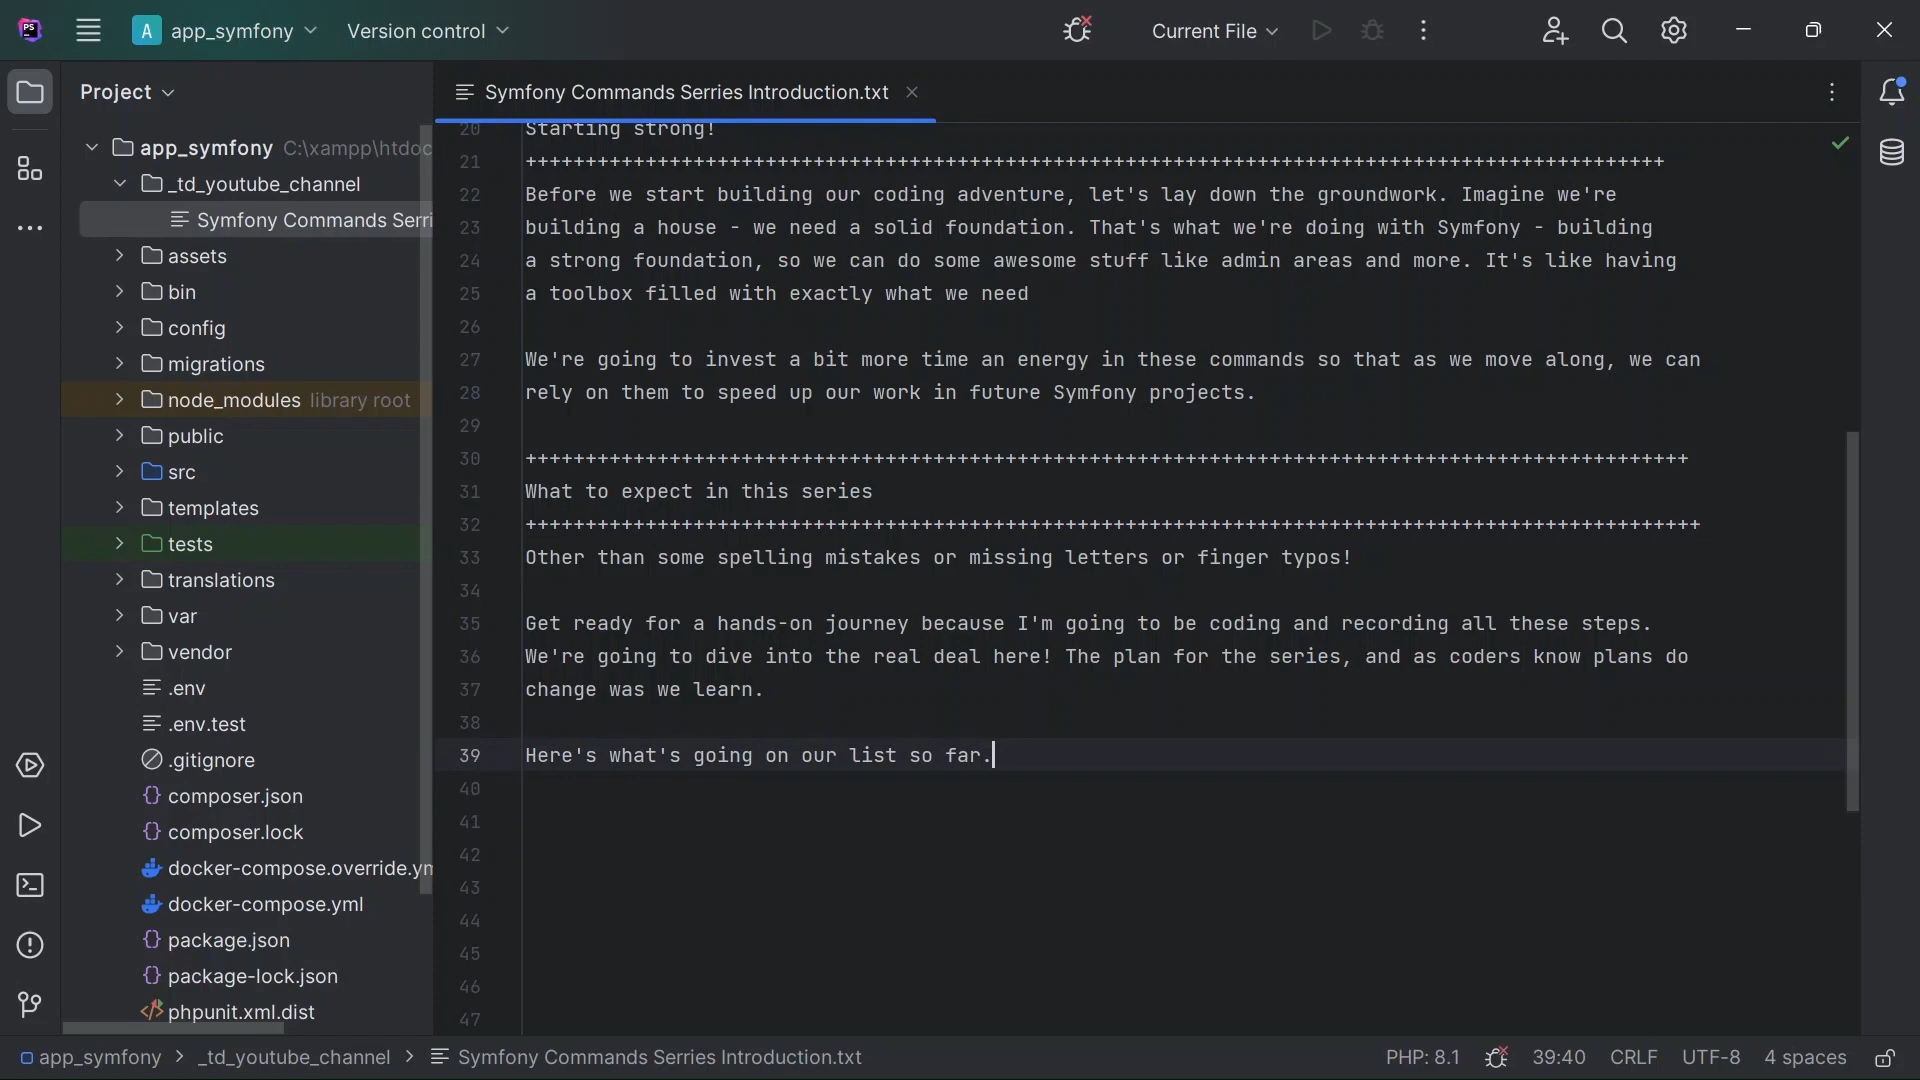 PS
A app_symfony
Version control
Current File
Project
Symfony Commands Serries Introduction.txt
app_symfony C:\xampp\htdoc
_td_youtube_channel
Symfony Commands Serri
assets
bin
config
migrations
node_modules library root
public
src
templates
tests
translations
var
vendor
.env
.env.test
.gitignore
composer.json
composer.lock
docker-compose.override.ym
docker-compose.yml
package.json
package-lock.json
phpunit.xml.dist
20 Starting strong!
21 +++++++++++++++++++++++++++++++++++++++++++++++++++++++++++++++++++++++++++++++++++++++++++++++
22 Before we start building our coding adventure, let's lay down the groundwork. Imagine we're
23 building a house - we need a solid foundation. That's what we're doing with Symfony - building
24 a strong foundation, so we can do some awesome stuff like admin areas and more. It's like having
25 a toolbox filled with exactly what we need
26
27 We're going to invest a bit more time an energy in these commands so that as we move along, we can
28 rely on them to speed up our work in future Symfony projects.
29
30 +++++++++++++++++++++++++++++++++++++++++++++++++++++++++++++++++++++++++++++++++++++++++++++++++
31 What to expect in this series
32 ++++++++++++++++++++++++++++++++++++++++++++++++++++++++++++++++++++++++++++++++++++++++++++++++++
33 Other than some spelling mistakes or missing letters or finger typos!
34
35 Get ready for a hands-on journey because I'm going to be coding and recording all these steps.
36 We're going to dive into the real deal here! The plan for the series, and as coders know plans do
37 change was we learn.
38
39 Here's what's going on our list so far.
40
41
42
43
44
45
46
47
app_symfony > _td_youtube_channel > Symfony Commands Serries Introduction.txt
PHP: 8.1
39:40
CRLF
UTF-8
4 spaces